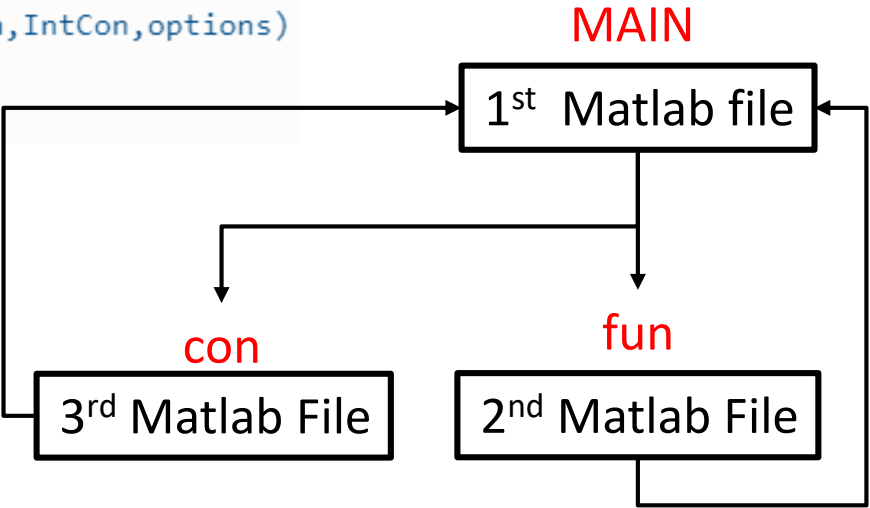 ,IntCon,options)
MAIN
1st Matlab file
con
fun
3rd Matlab File
2nd Matlab File